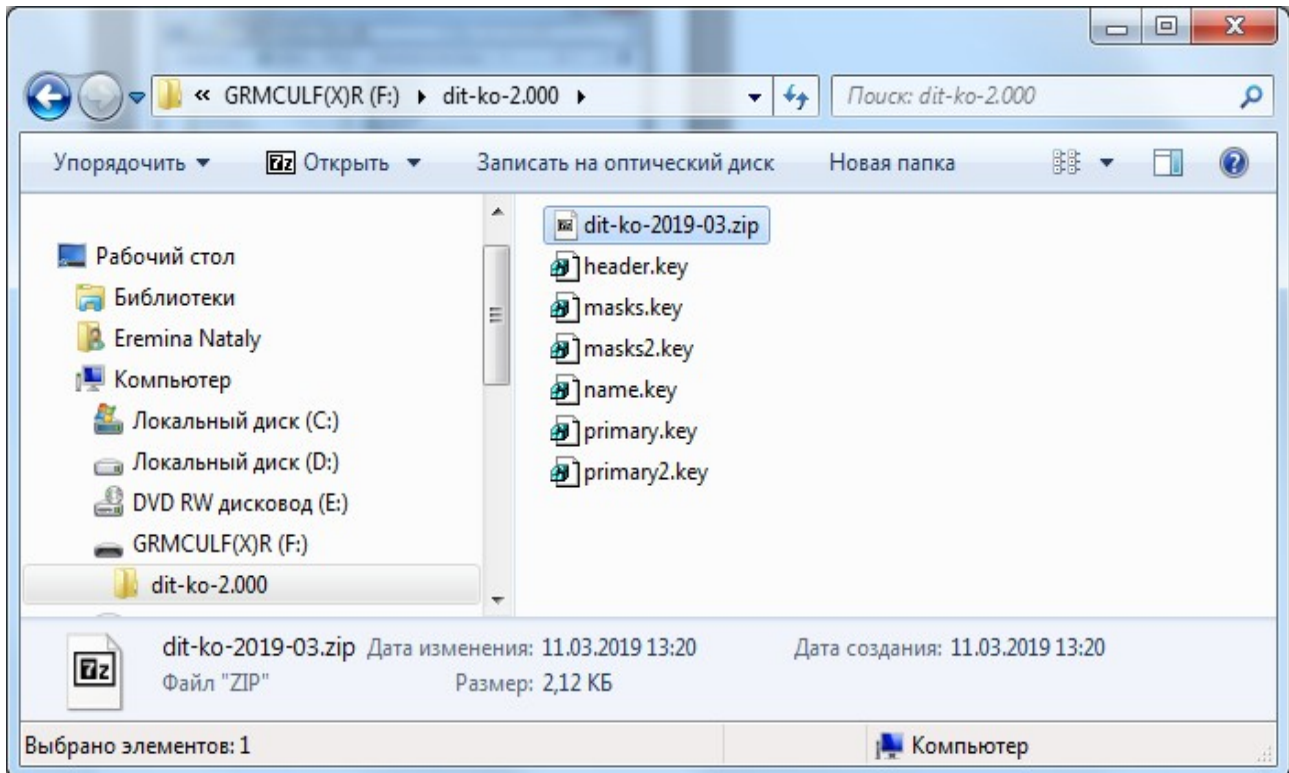 « GRMCULF(X)R (F:) ▸ dit-ko-2.000 ▸
Поиск: dit-ko-2.000
Упорядочить
Открыть
Записать на оптический диск
Новая папка
Рабочий стол
Библиотеки
Eremina Nataly
Компьютер
Локальный диск (C:)
Локальный диск (D:)
DVD RW дисковод (E:)
GRMCULF(X)R (F:)
dit-ko-2.000
dit-ko-2019-03.zip
header.key
masks.key
masks2.key
name.key
primary.key
primary2.key
dit-ko-2019-03.zip Дата изменения: 11.03.2019 13:20 Дата создания: 11.03.2019 13:20
Файл "ZIP" Размер: 2,12 КБ
Выбрано элементов: 1 Компьютер